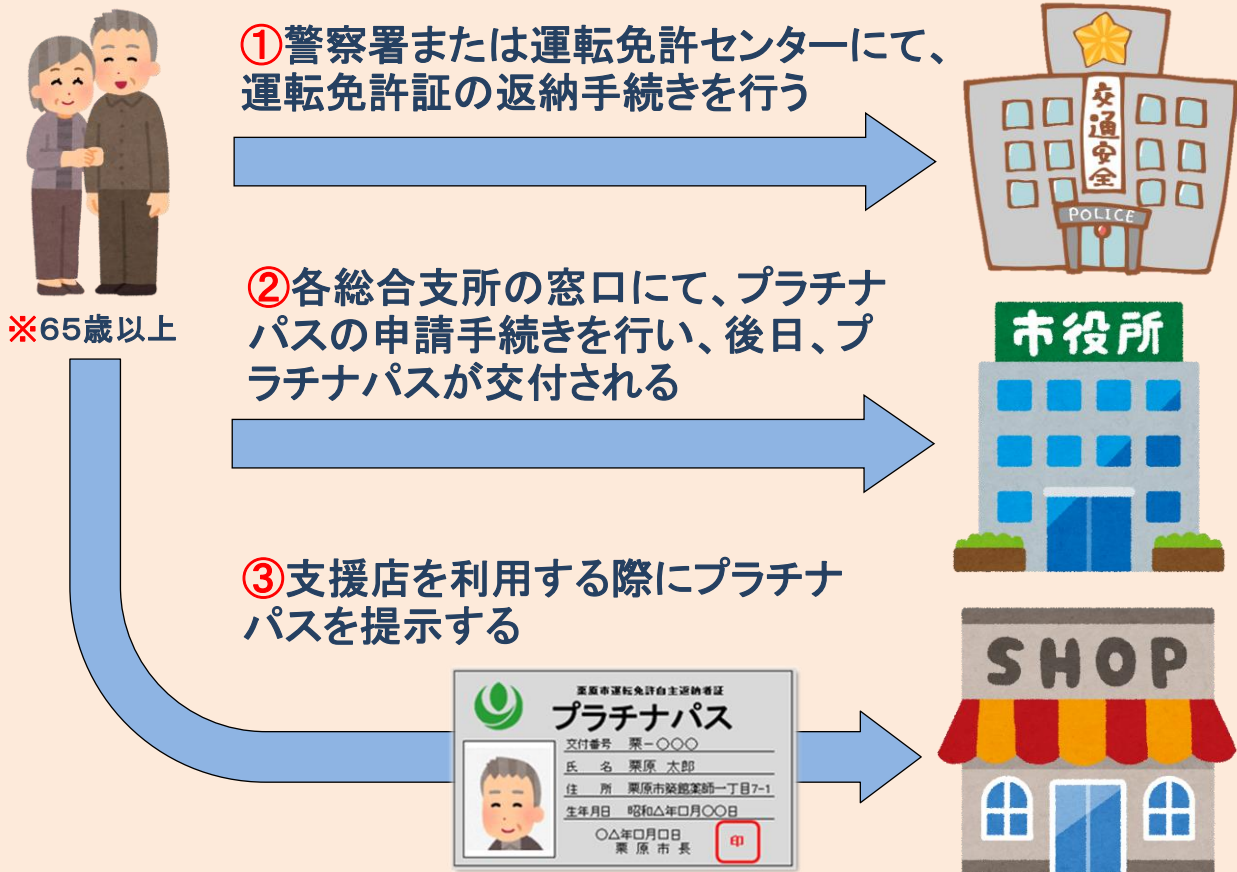 ①警察署または運転免許センターにて、
運転免許証の返納手続きを行う
交通安全
POLICE
※65歳以上
②各総合支所の窓口にて、プラチナ
パスの申請手続きを行い、後日、プ
ラチナパスが交付される
市役所
③支援店を利用する際にプラチナ
パスを提示する
SHOP
栗原市運転免許自主返納者証
プラチナパス
交付番号 栗－○○○
氏 名 栗原 太郎
住 所 栗原市築館薬師一丁目7-1
生年月日 昭和△年口月○○日
○△年口月口日
栗 原 市 長
印